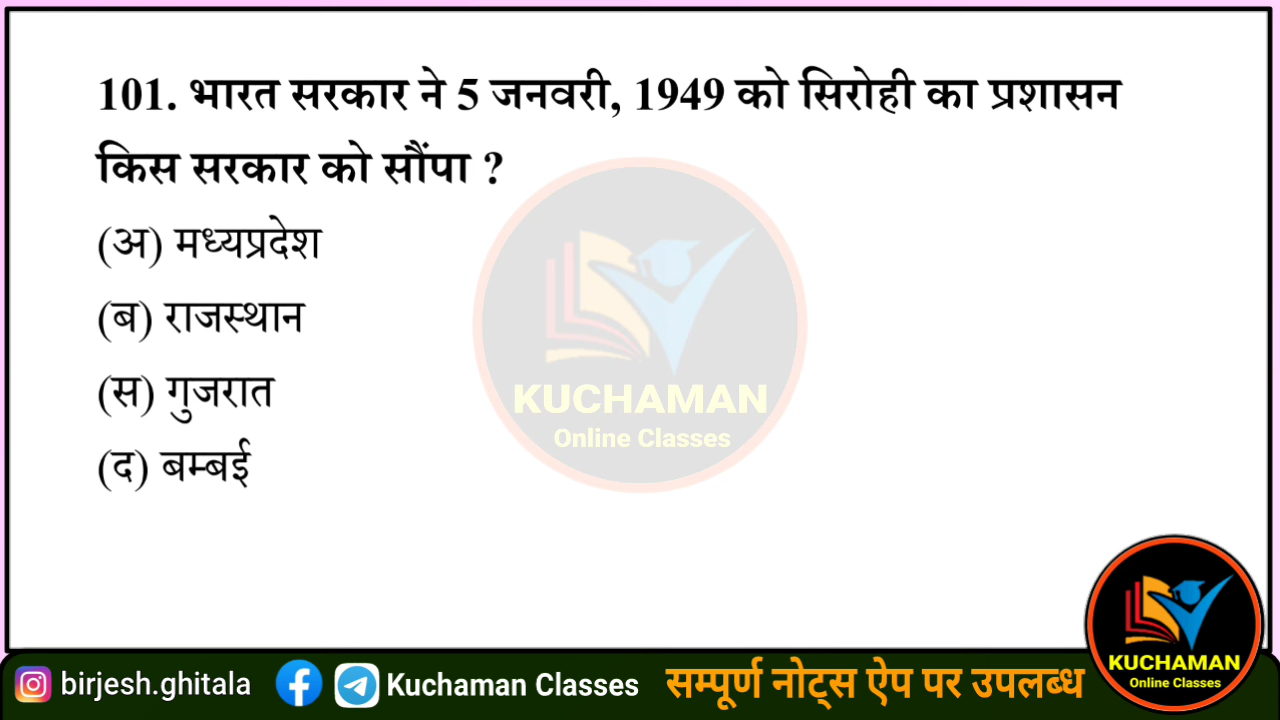 101. भारत सरकार ने 5 जनवरी, 1949 को सिरोही का प्रशासन
किस सरकार को सौंपा ?
(अ) मध्यप्रदेश
(ब) राजस्थान
(स) गुजरात
(द) बम्बई
KUCHAMAN
Online Classes
KUCHAMAN
Online Classes
birjesh.ghitala
Kuchaman Classes
सम्पूर्ण नोट्स ऐप पर उपलब्ध